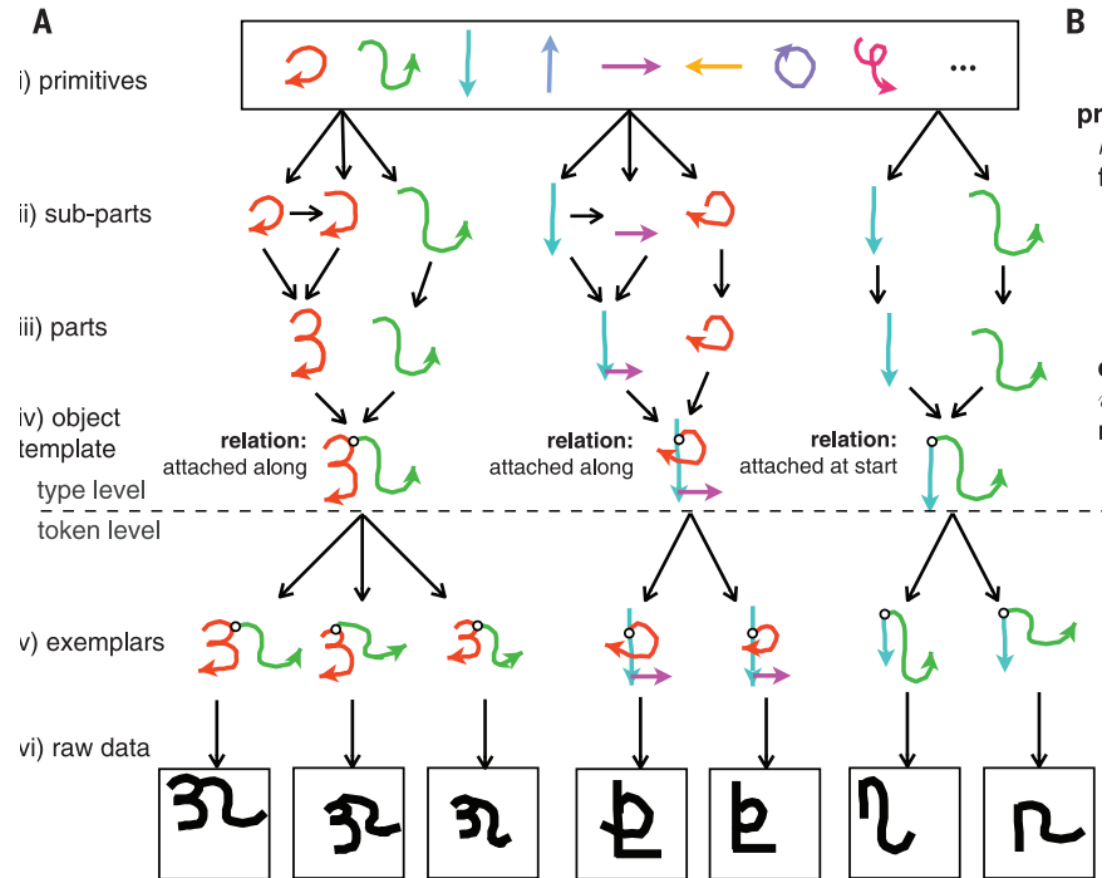 A
B
i) primitives
...
pr
f
ii) sub-parts
iii) parts
iv) object
template
relation:
attached along
relation:
attached along
relation:
attached at start
type level
token level
v) exemplars
vi) raw data